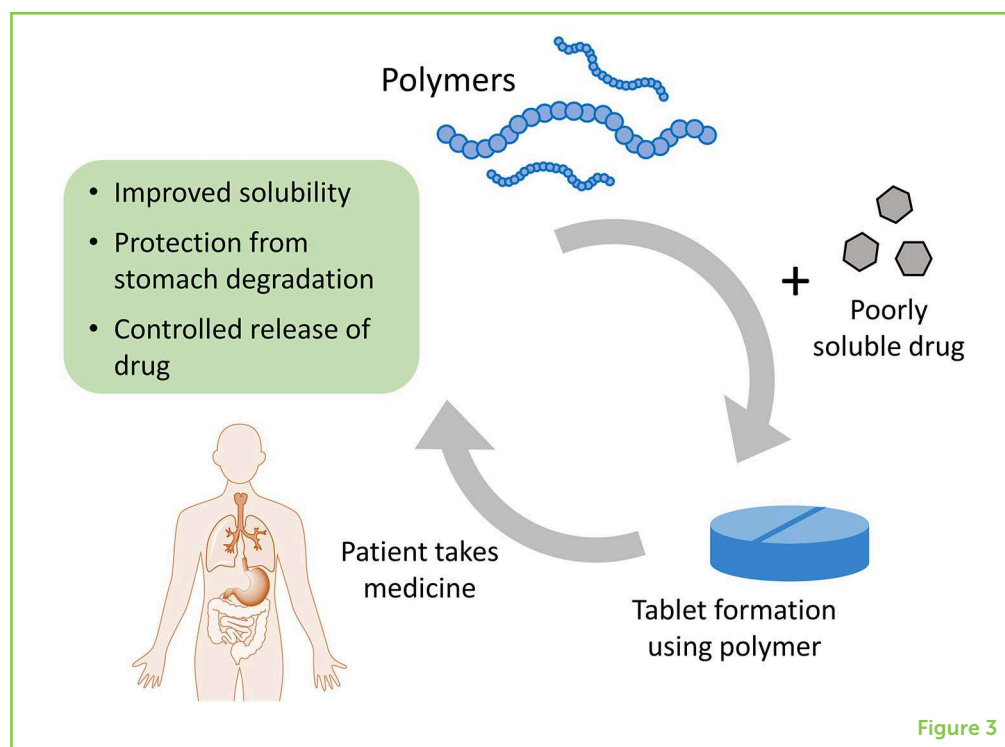 Polymers
• Improved solubility
• Protection from
stomach degradation
• Controlled release of
drug
+
Poorly
soluble drug
Patient takes
medicine
Tablet formation
using polymer
Figure 3